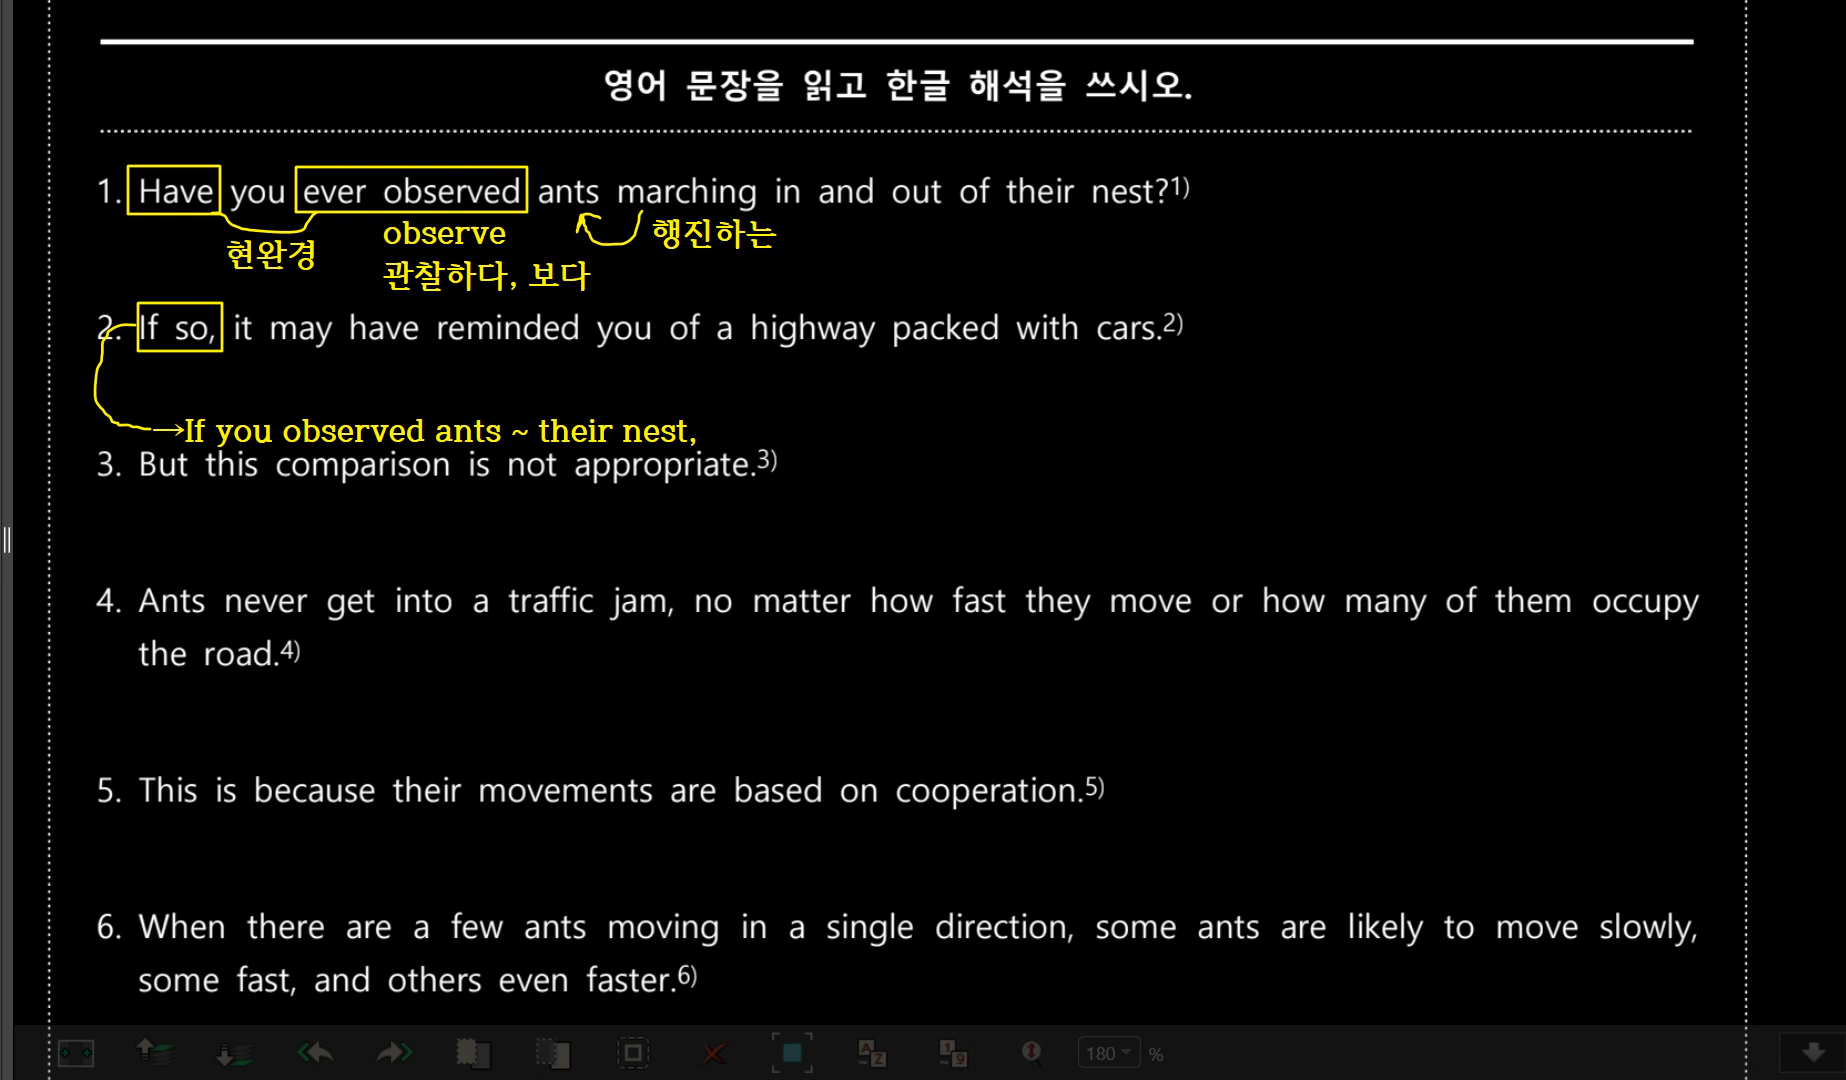 영어 문장을 읽고 한글 해석을 쓰시오.
1. Have you ever observed ants marching in and out of their nest?1)
현완경
observe
관찰하다, 보다
행진하는
2. If so, it may have reminded you of a highway packed with cars.2)
→If you observed ants ~ their nest,
3. But this comparison is not appropriate.3)
4. Ants never get into a traffic jam, no matter how fast they move or how many of them occupy
the road.4)
5. This is because their movements are based on cooperation.5)
6. When there are a few ants moving in a single direction, some ants are likely to move slowly,
some fast, and others even faster.6)
180 %